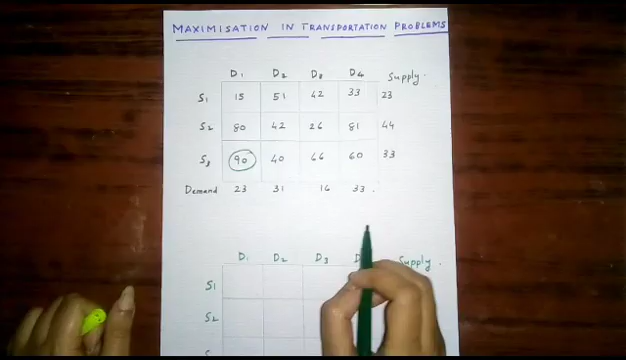 MAXIMISATION IN TRANSPORTATION PROBLEMS
D1 D2 D3 D4 Supply.
S1 15 51 42 33 23
S2 80 42 26 81 44
S3 90 40 66 60 33
Demand 23 31 16 33.
D1 D2 D3 Supply.
S1
S2